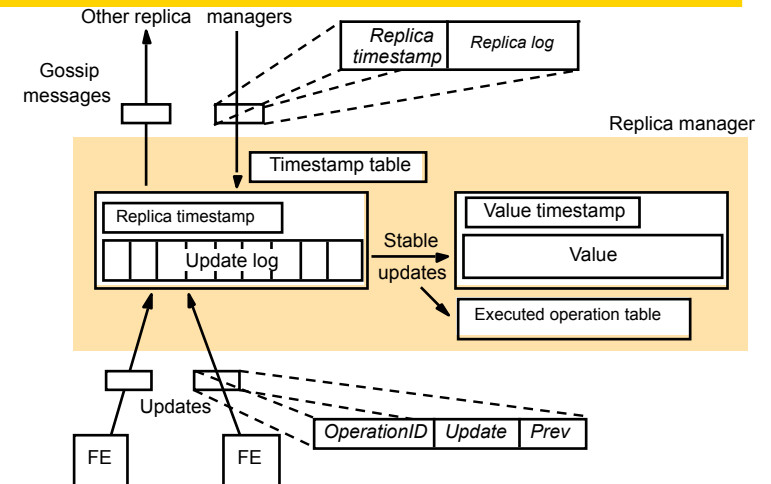 Other replica managers
Replica timestamp
Replica log
Gossip messages
Replica manager
Timestamp table
Replica timestamp
Update log
Stable updates
Value timestamp
Value
Executed operation table
Updates
OperationID Update Prev
FE
FE